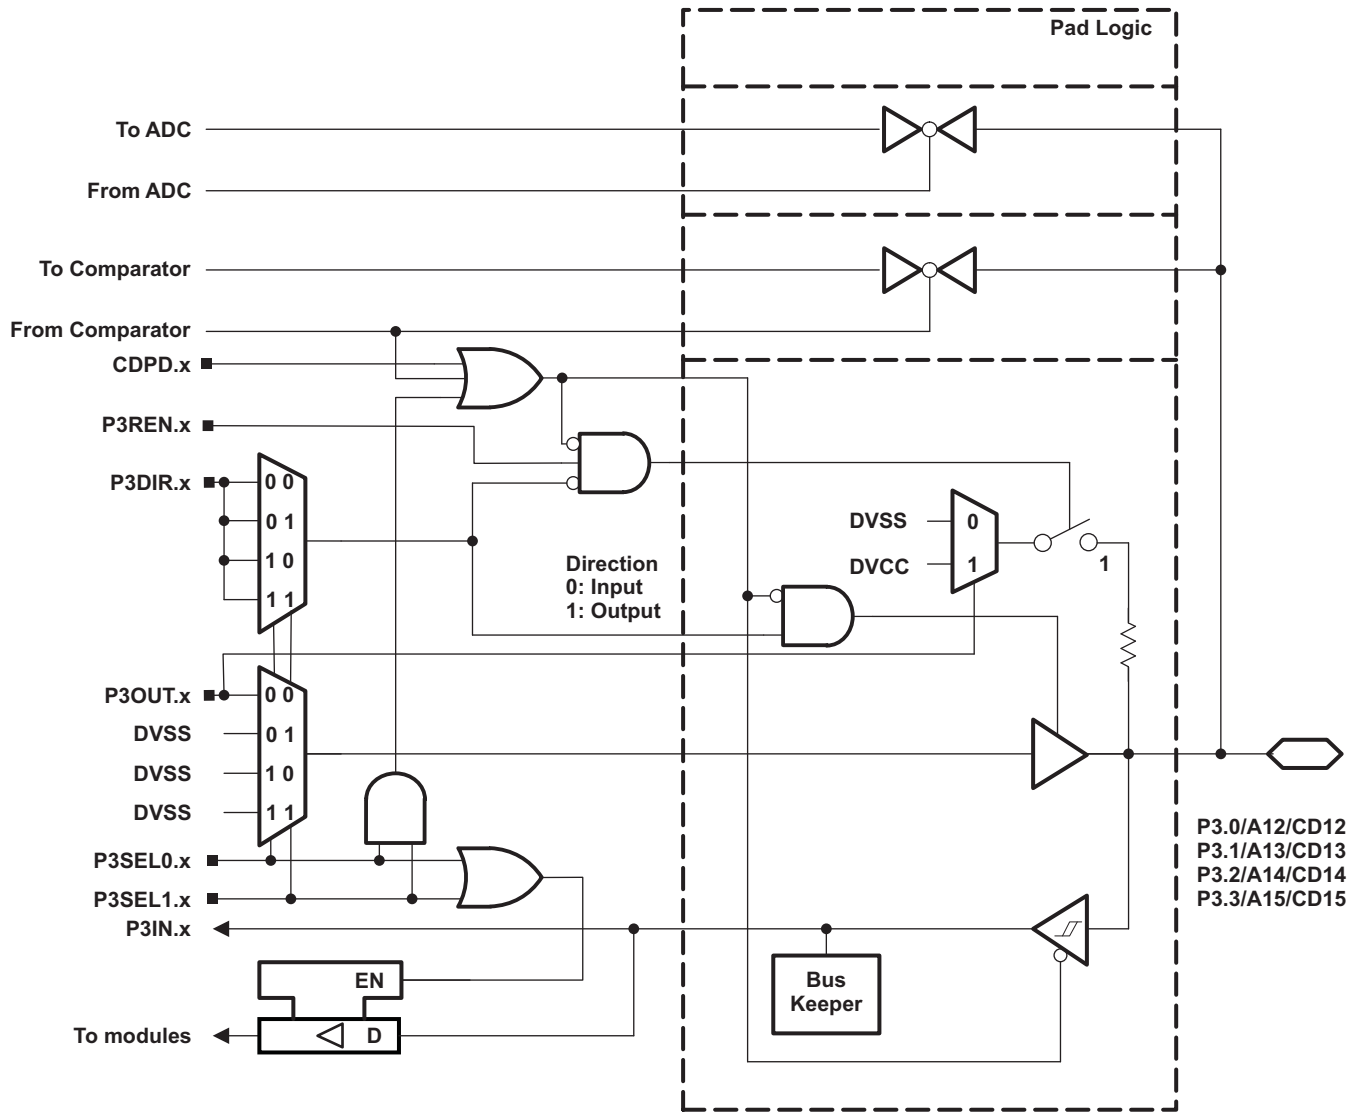 Pad Logic
To ADC
From ADC
To Comparator
From Comparator
CDPD.x
P3REN.x
P3DIR.x
0 0
0 1
1 0
1 1
Direction
0: Input
1: Output
DVSS
0
DVCC
1
1
P3OUT.x
0 0
DVSS
0 1
DVSS
1 0
DVSS
1 1
P3SEL0.x
P3SEL1.x
P3IN.x
P3.0/A12/CD12
P3.1/A13/CD13
P3.2/A14/CD14
P3.3/A15/CD15
Bus
Keeper
EN
To modules
D